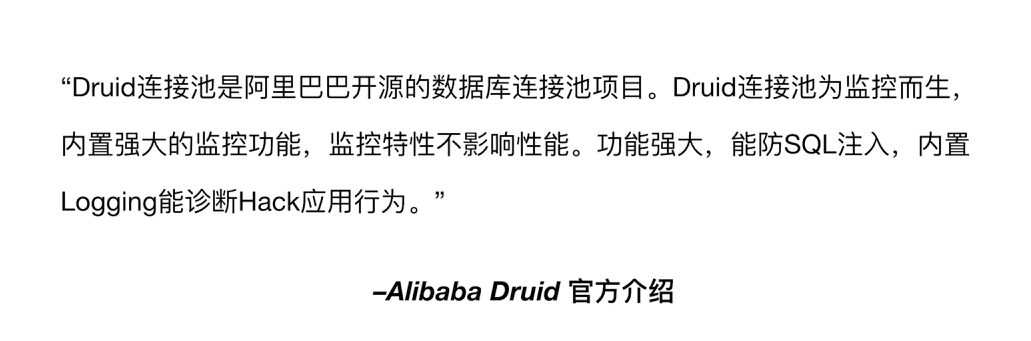 “Druid连接池是阿里巴巴开源的数据库连接池项目。Druid连接池为监控而生，
内置强大的监控功能，监控特性不影响性能。功能强大，能防SQL注入，内置
Logging能诊断Hack应用行为。”
–Alibaba Druid 官方介绍